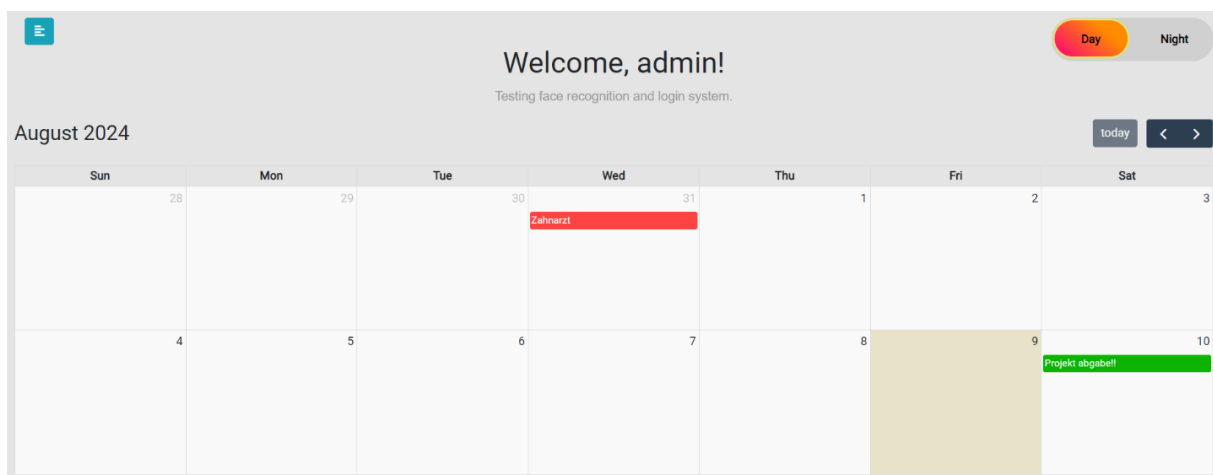 Day Night
Welcome, admin!
Testing face recognition and login system.
August 2024
today
Sun Mon Tue Wed Thu Fri Sat
28 29 30 31 1 2 3
Zahnarzt
4 5 6 7 8 9 10
Projekt abgabe!!